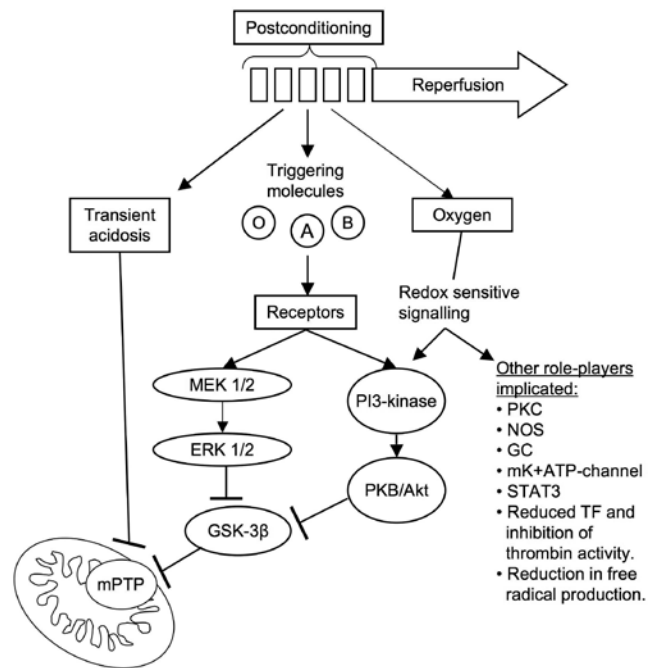 Postconditioning
Reperfusion
Triggering
molecules
Transient
acidosis
O
A
B
Oxygen
Receptors
Redox sensitive
signalling
MEK 1/2
PI3-kinase
ERK 1/2
PKB/Akt
GSK-3β
mPTP
Other role-players
implicated:
• PKC
• NOS
• GC
• mK+ATP-channel
• STAT3
• Reduced TF and
inhibition of
thrombin activity.
• Reduction in free
radical production.